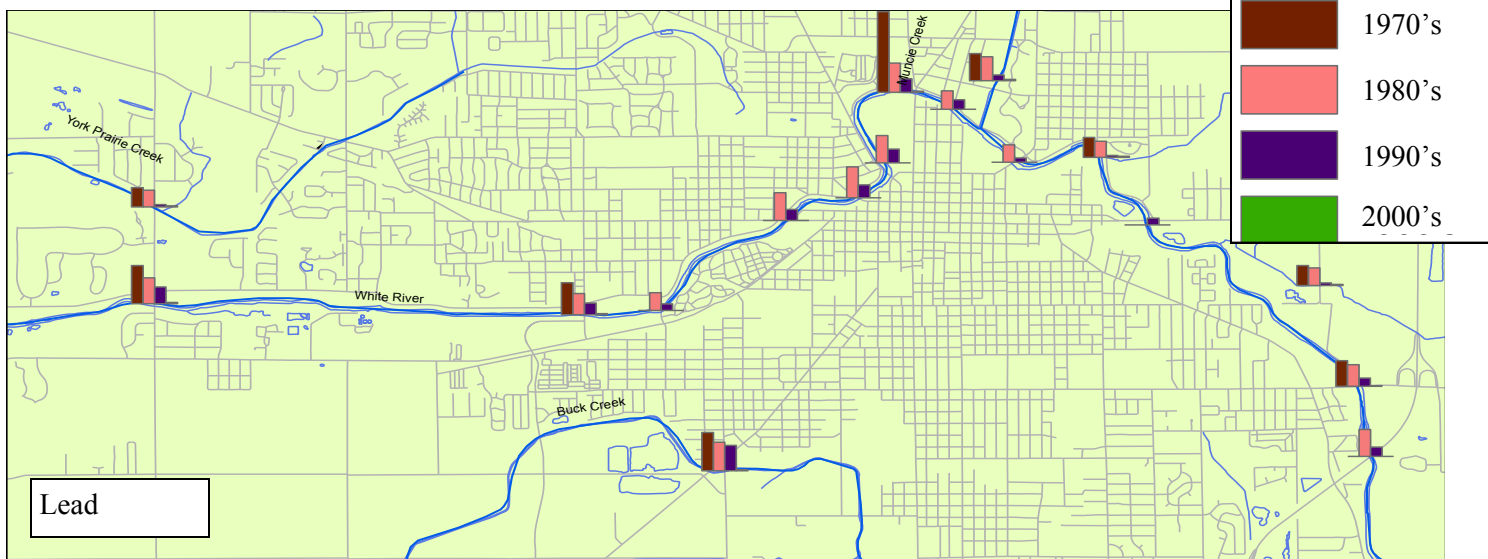 1970’s
1980’s
1990’s
2000’s
Muncie Creek
York Prairie Creek
White River
Buck Creek
Lead